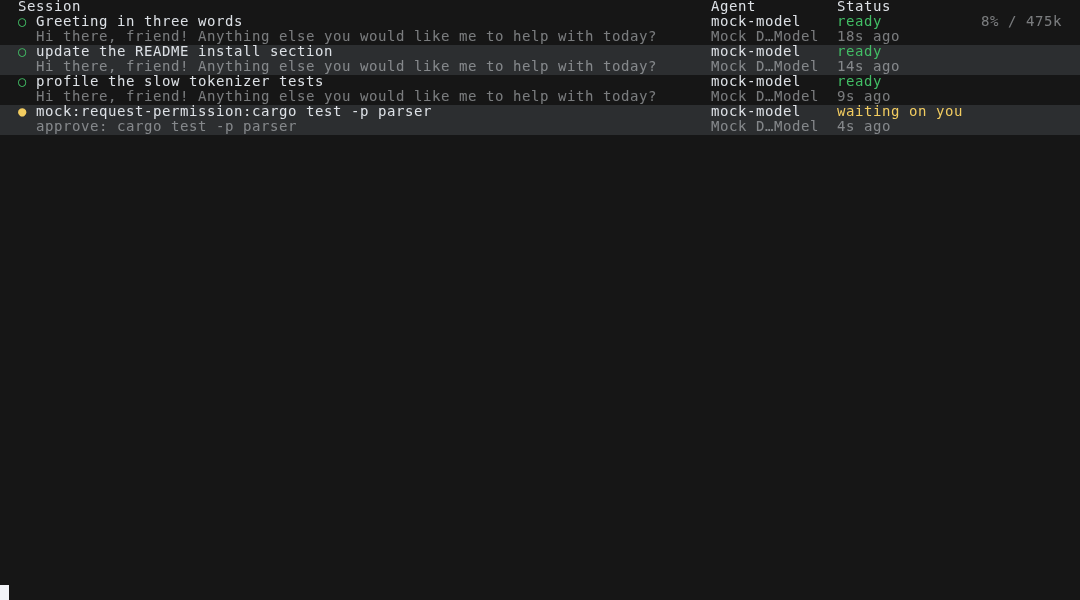 Session Agent Status
○ Greeting in three words mock-model ready 8% / 475k
Hi there, friend! Anything else you would like me to help with today? Mock D…Model 18s ago
○ update the README install section mock-model ready
Hi there, friend! Anything else you would like me to help with today? Mock D…Model 14s ago
○ profile the slow tokenizer tests mock-model ready
Hi there, friend! Anything else you would like me to help with today? Mock D…Model 9s ago
● mock:request-permission:cargo test -p parser mock-model waiting on you
approve: cargo test -p parser Mock D…Model 4s ago